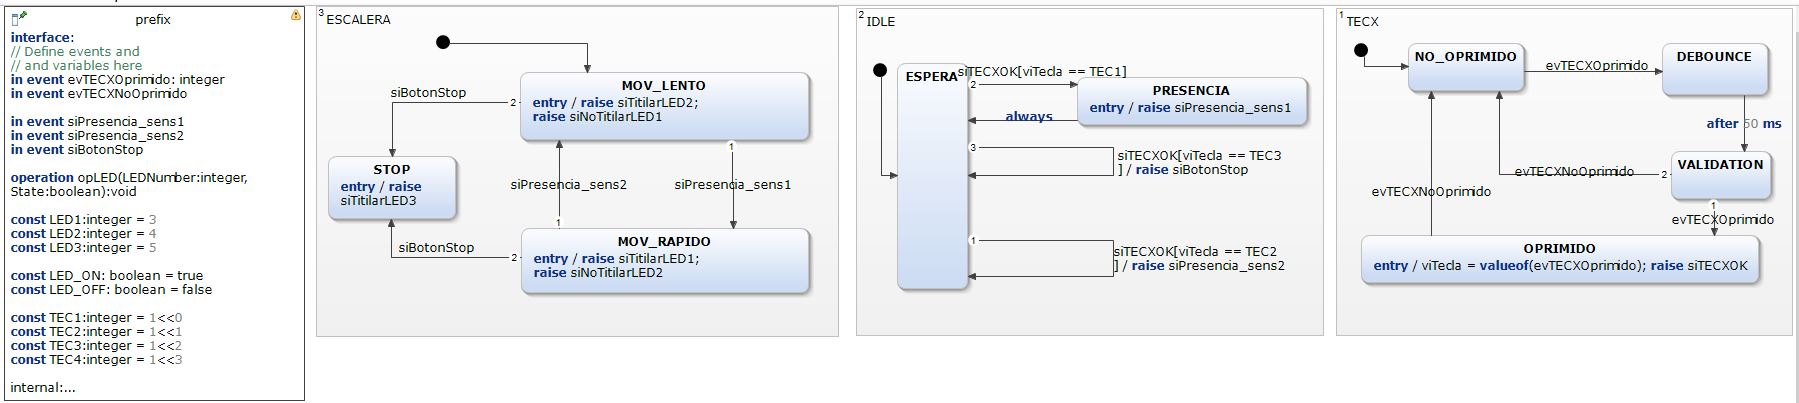 prefix
interface:
// Define events and
// and variables here
in event evTECXOprimido: integer
in event evTECXNoOprimido
in event siPresencia_sens1
in event siPresencia_sens2
in event siBotonStop
operation opLED(LEDNumber:integer,
State:boolean):void
const LED1:integer = 3
const LED2:integer = 4
const LED3:integer = 5
const LED_ON: boolean = true
const LED_OFF: boolean = false
const TEC1:integer = 1<<0
const TEC2:integer = 1<<1
const TEC3:integer = 1<<2
const TEC4:integer = 1<<3
internal:...
3
ESCALERA
MOV_LENTO
entry / raise siTitilarLED2;
raise siNoTitilarLED1
siBotonStop
2
1
STOP
entry / raise
siTitilarLED3
siPresencia_sens2
siPresencia_sens1
1
MOV_RAPIDO
entry / raise siTitilarLED1;
raise siNoTitilarLED2
siBotonStop
2
2
IDLE
ESPERA
siTECXOK[viTecla == TEC1]
2
PRESENCIA
entry / raise siPresencia_sens1
always
3
siTECXOK[viTecla == TEC3
] / raise siBotonStop
1
siTECXOK[viTecla == TEC2
] / raise siPresencia_sens2
1
TECX
NO_OPRIMIDO
evTECXOprimido
DEBOUNCE
after 50 ms
VALIDATION
evTECXNoOprimido
2
evTECXNoOprimido
1
evTECXOprimido
OPRIMIDO
entry / viTecla = valueof(evTECXOprimido); raise siTECXOK